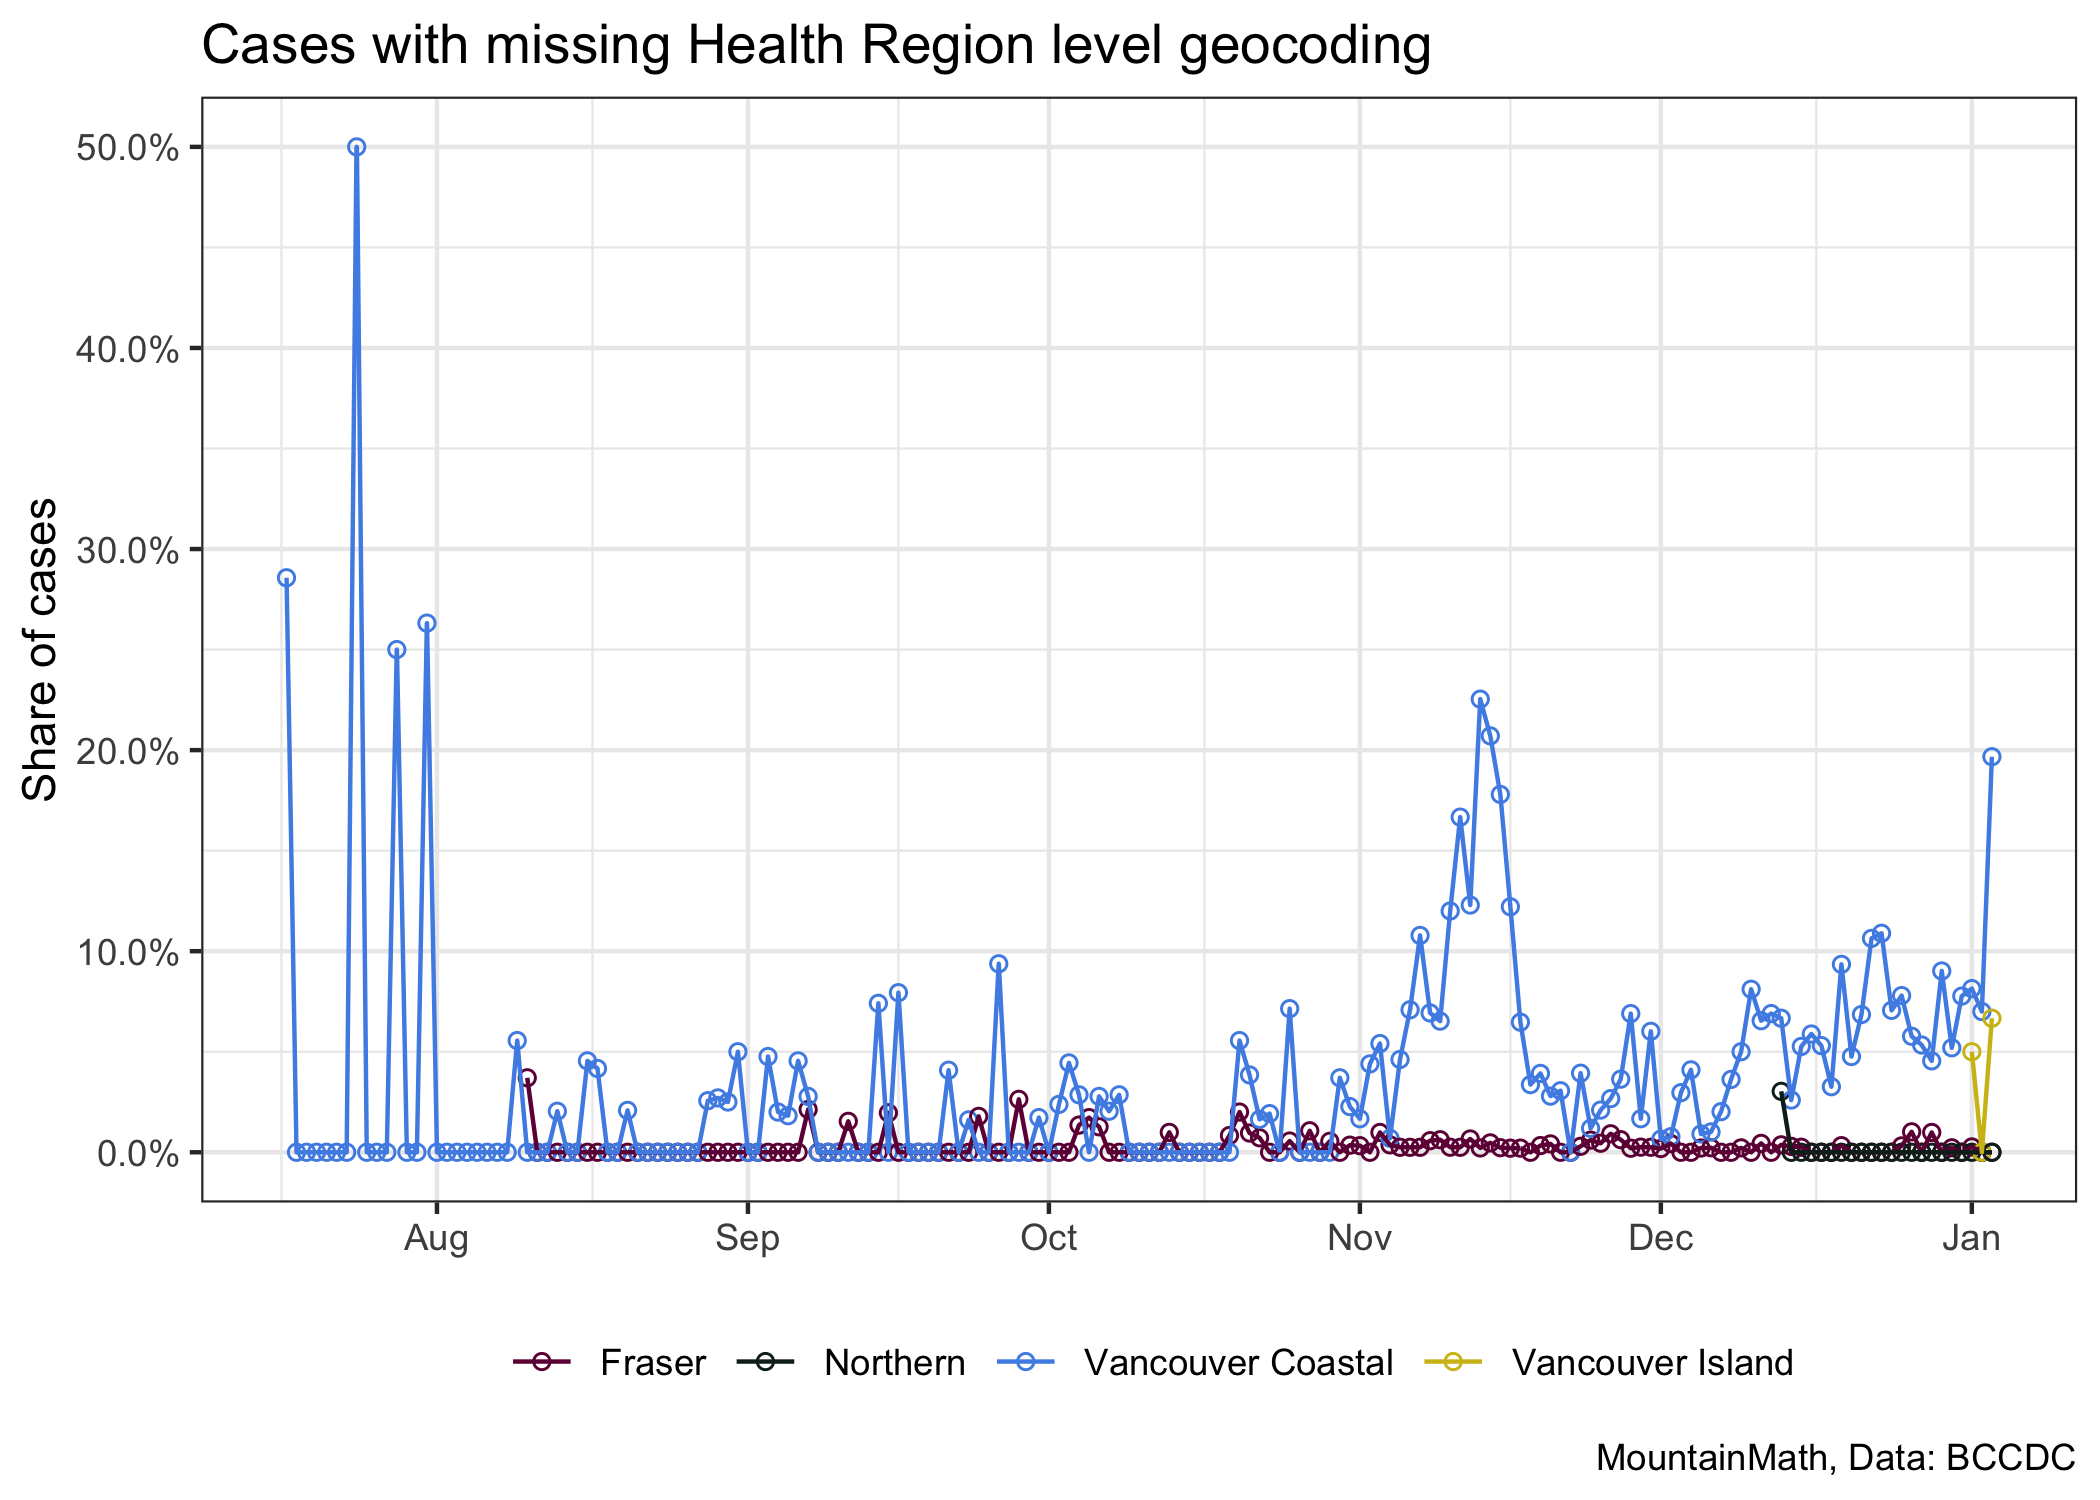 Cases with missing Health Region level geocoding
Share of cases
50.0%
40.0%
30.0%
20.0%
10.0%
0.0%
Aug Sep Oct Nov Dec Jan
Fraser Northern Vancouver Coastal Vancouver Island
MountainMath, Data: BCCDC